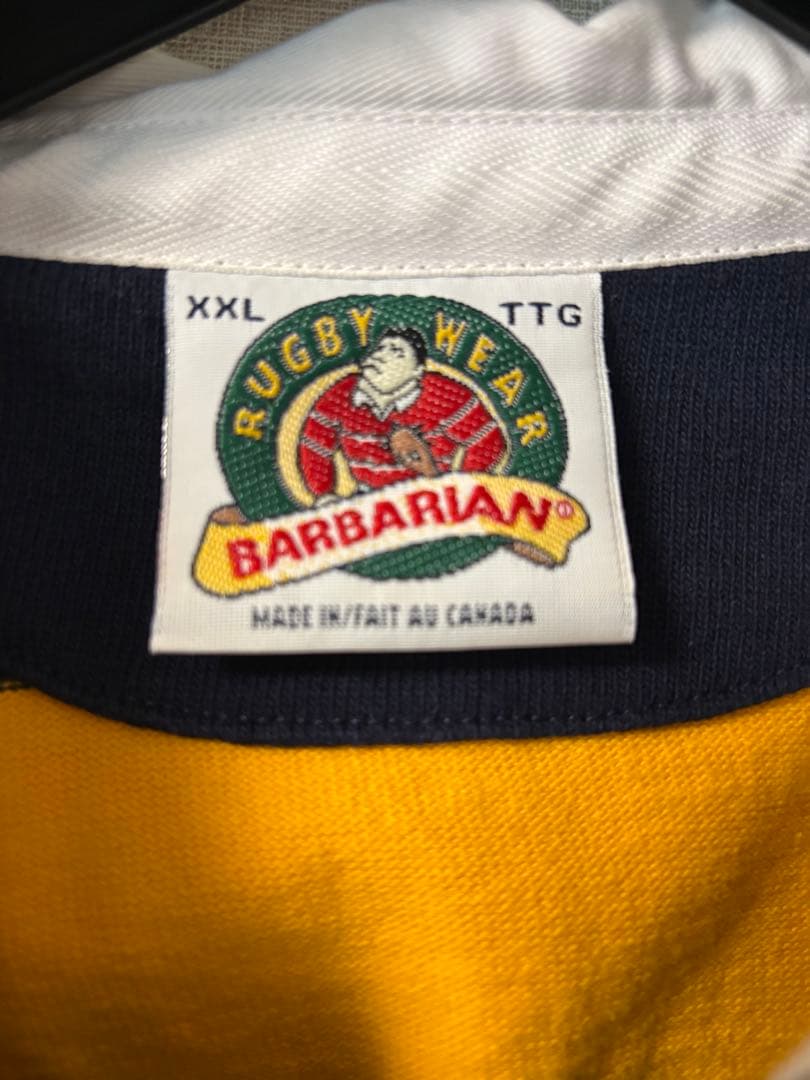 XXL TTG
RUGBY WEAR
BARBARIAN®
MADE IN/FAIT AU CANADA